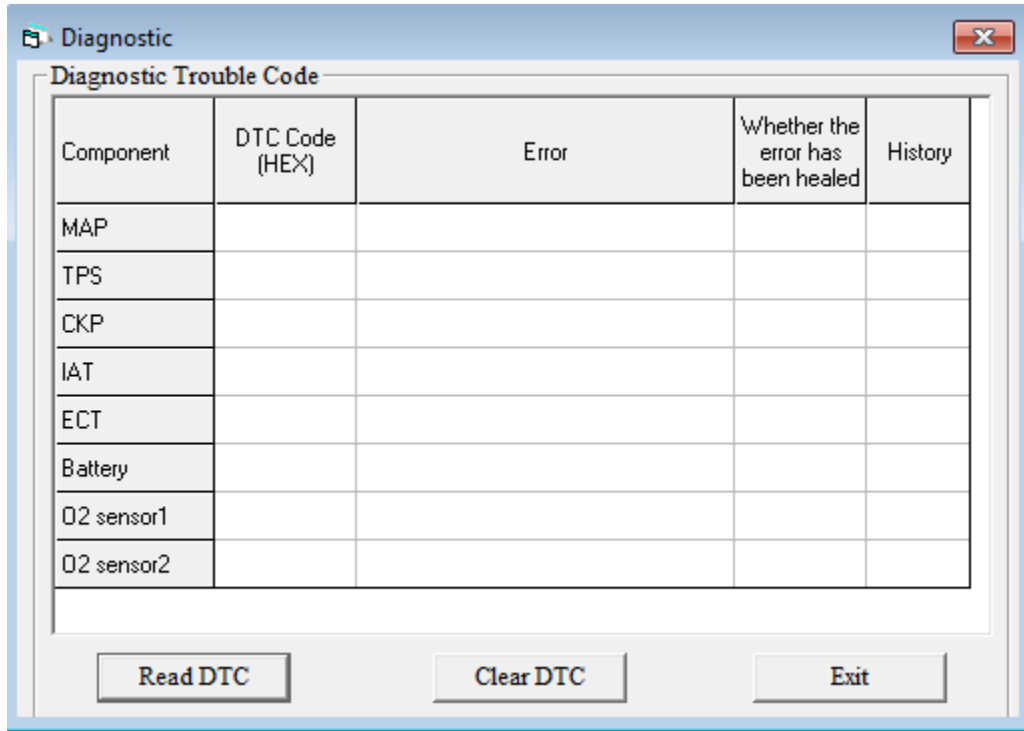 Diagnostic
Diagnostic Trouble Code
Component
DTC Code
(HEX)
Error
Whether the
error has
been healed
History
MAP
TPS
CKP
IAT
ECT
Battery
O2 sensor1
O2 sensor2
Read DTC
Clear DTC
Exit